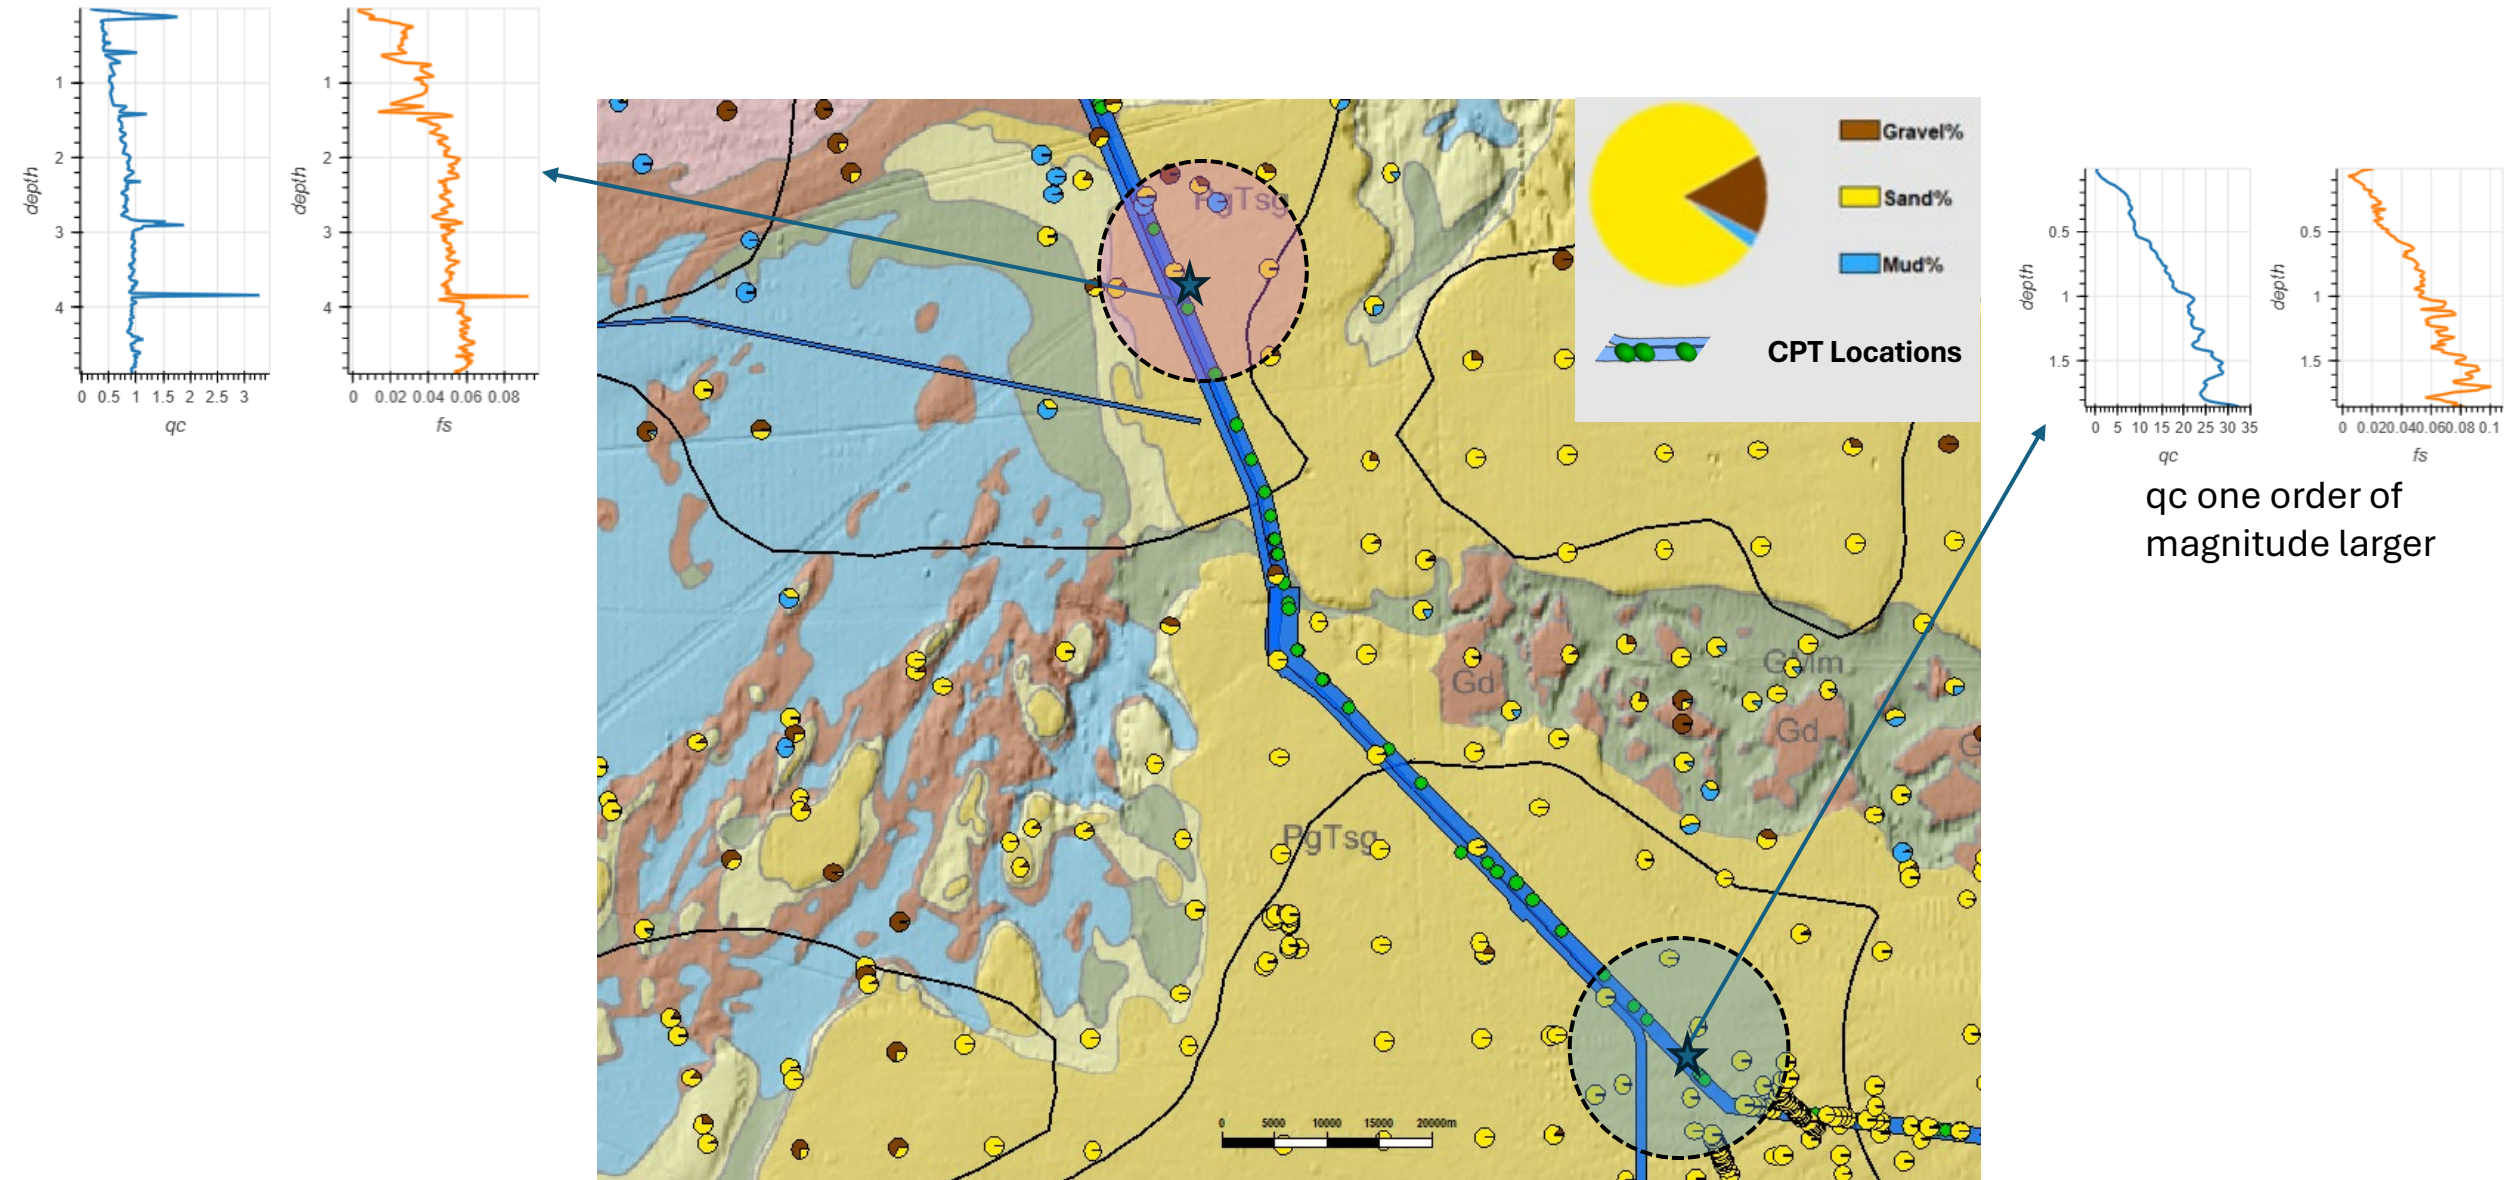 depth
1
2
3
4
0 0.5 1 1.5 2 2.5 3
qc
depth
1
2
3
4
0 0.02 0.04 0.06 0.08
fs
PgTsg
Gravel%
Sand%
Mud%
CPT Locations
depth
0.5
1
1.5
0 5 10 15 20 25 30 35
qc
depth
0.5
1
1.5
0 0.02 0.04 0.06 0.08 0.1
fs
qc one order of
magnitude larger
GMm
Gd
Gd
G
PgTsg
0 5000 10000 15000 20000m